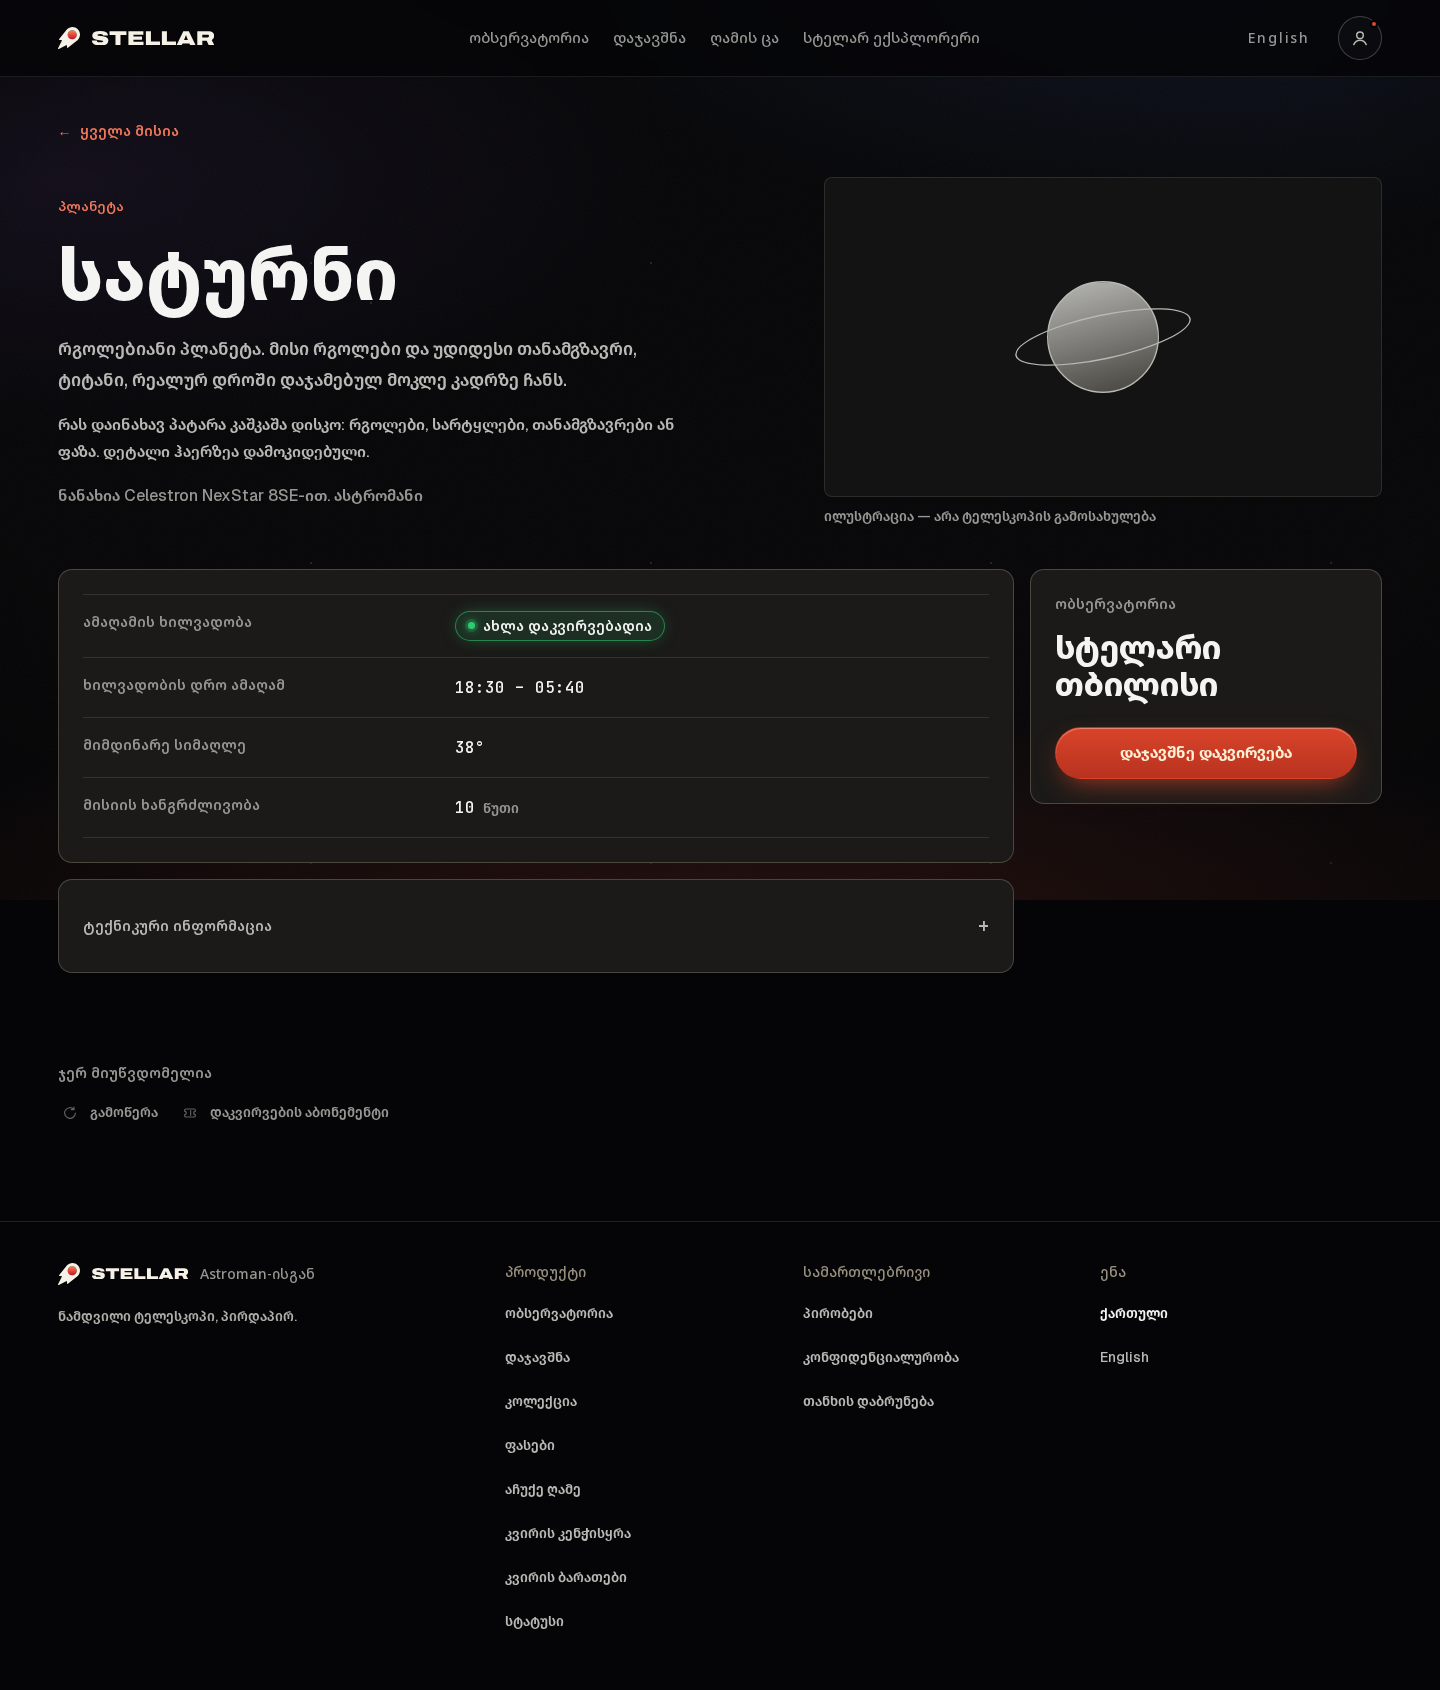 STELLAR
ობსერვატორია
დაჯავშნა
ღამის ცა
სტელარ ექსპლორერი
English
← ყველა მისია
პლანეტა
სატურნი
რგოლებიანი პლანეტა. მისი რგოლები და უდიდესი თანამგზავრი,
ტიტანი, რეალურ დროში დაჯამებულ მოკლე კადრზე ჩანს.
რას დაინახავ პატარა კაშკაშა დისკო: რგოლები, სარტყლები, თანამგზავრები ან
ფაზა. დეტალი ჰაერზეა დამოკიდებული.
ნანახია Celestron NexStar 8SE-ით. ასტრომანი
ილუსტრაცია — არა ტელესკოპის გამოსახულება
ამაღამის ხილვადობა
ახლა დაკვირვებადია
ხილვადობის დრო ამაღამ
18:30 – 05:40
მიმდინარე სიმაღლე
38°
მისიის ხანგრძლივობა
10 წუთი
ობსერვატორია
სტელარი
თბილისი
დაჯავშნე დაკვირვება
ტექნიკური ინფორმაცია
+
ჯერ მიუწვდომელია
გამოწერა
დაკვირვების აბონემენტი
STELLAR Astroman-ისგან
ნამდვილი ტელესკოპი, პირდაპირ.
პროდუქტი
ობსერვატორია
დაჯავშნა
კოლექცია
ფასები
აჩუქე ღამე
კვირის კენჭისყრა
კვირის ბარათები
სტატუსი
სამართლებრივი
პირობები
კონფიდენციალურობა
თანხის დაბრუნება
ენა
ქართული
English